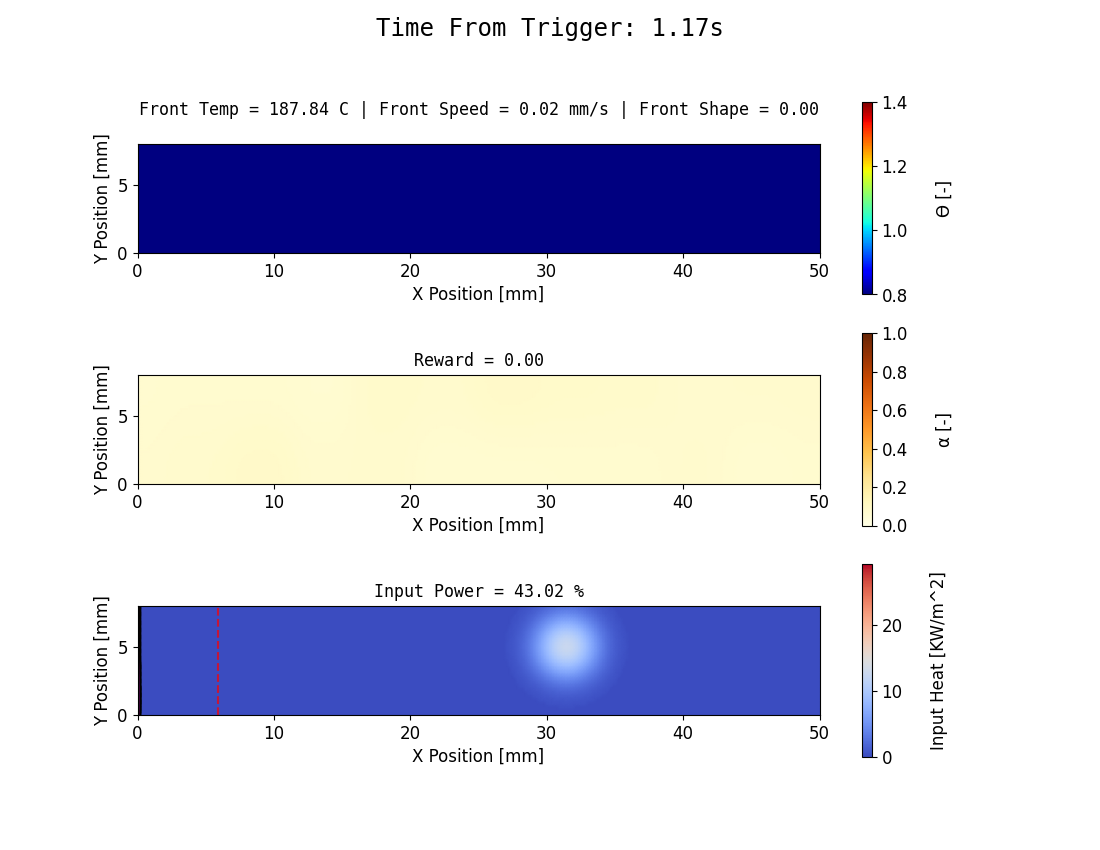 Time From Trigger: 1.17s
Front Temp = 187.84 C | Front Speed = 0.02 mm/s | Front Shape = 0.00
Y Position [mm]
5
0
0 10 20 30 40 50
X Position [mm]
1.4
1.2
1.0
0.8
Θ [-]
Reward = 0.00
Y Position [mm]
5
0
0 10 20 30 40 50
X Position [mm]
1.0
0.8
0.6
0.4
0.2
0.0
α [-]
Input Power = 43.02 %
Y Position [mm]
5
0
0 10 20 30 40 50
X Position [mm]
20
10
0
Input Heat [KW/m^2]